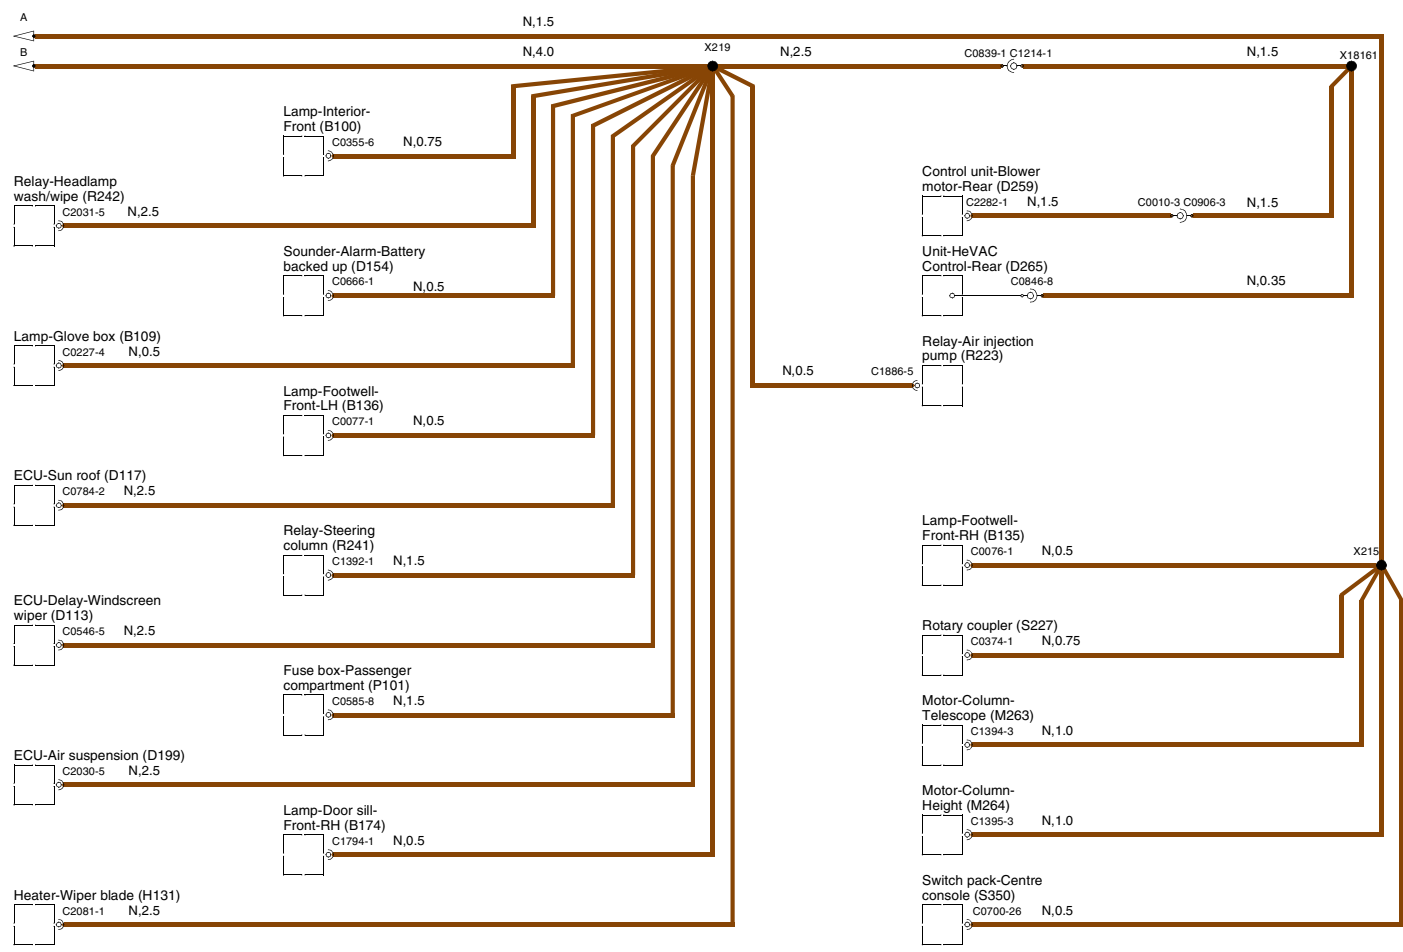 A
N,1.5
B
N,4.0
X219
N,2.5
C0839-1 C1214-1
N,1.5
X18161
Lamp-Interior-
Front (B100)
C0355-6
N,0.75
Relay-Headlamp
wash/wipe (R242)
C2031-5
N,2.5
Sounder-Alarm-Battery
backed up (D154)
C0666-1
N,0.5
Lamp-Glove box (B109)
C0227-4
N,0.5
Lamp-Footwell-
Front-LH (B136)
C0077-1
N,0.5
ECU-Sun roof (D117)
C0784-2
N,2.5
Relay-Steering
column (R241)
C1392-1
N,1.5
ECU-Delay-Windscreen
wiper (D113)
C0546-5
N,2.5
Fuse box-Passenger
compartment (P101)
C0585-8
N,1.5
ECU-Air suspension (D199)
C2030-5
N,2.5
Lamp-Door sill-
Front-RH (B174)
C1794-1
N,0.5
Heater-Wiper blade (H131)
C2081-1
N,2.5
Control unit-Blower
motor-Rear (D259)
C2282-1
N,1.5
C0010-3 C0906-3
N,1.5
Unit-HeVAC
Control-Rear (D265)
C0846-8
N,0.35
Relay-Air injection
pump (R223)
N,0.5
C1886-5
Lamp-Footwell-
Front-RH (B135)
C0076-1
N,0.5
X215
Rotary coupler (S227)
C0374-1
N,0.75
Motor-Column-
Telescope (M263)
C1394-3
N,1.0
Motor-Column-
Height (M264)
C1395-3
N,1.0
Switch pack-Centre
console (S350)
C0700-26
N,0.5